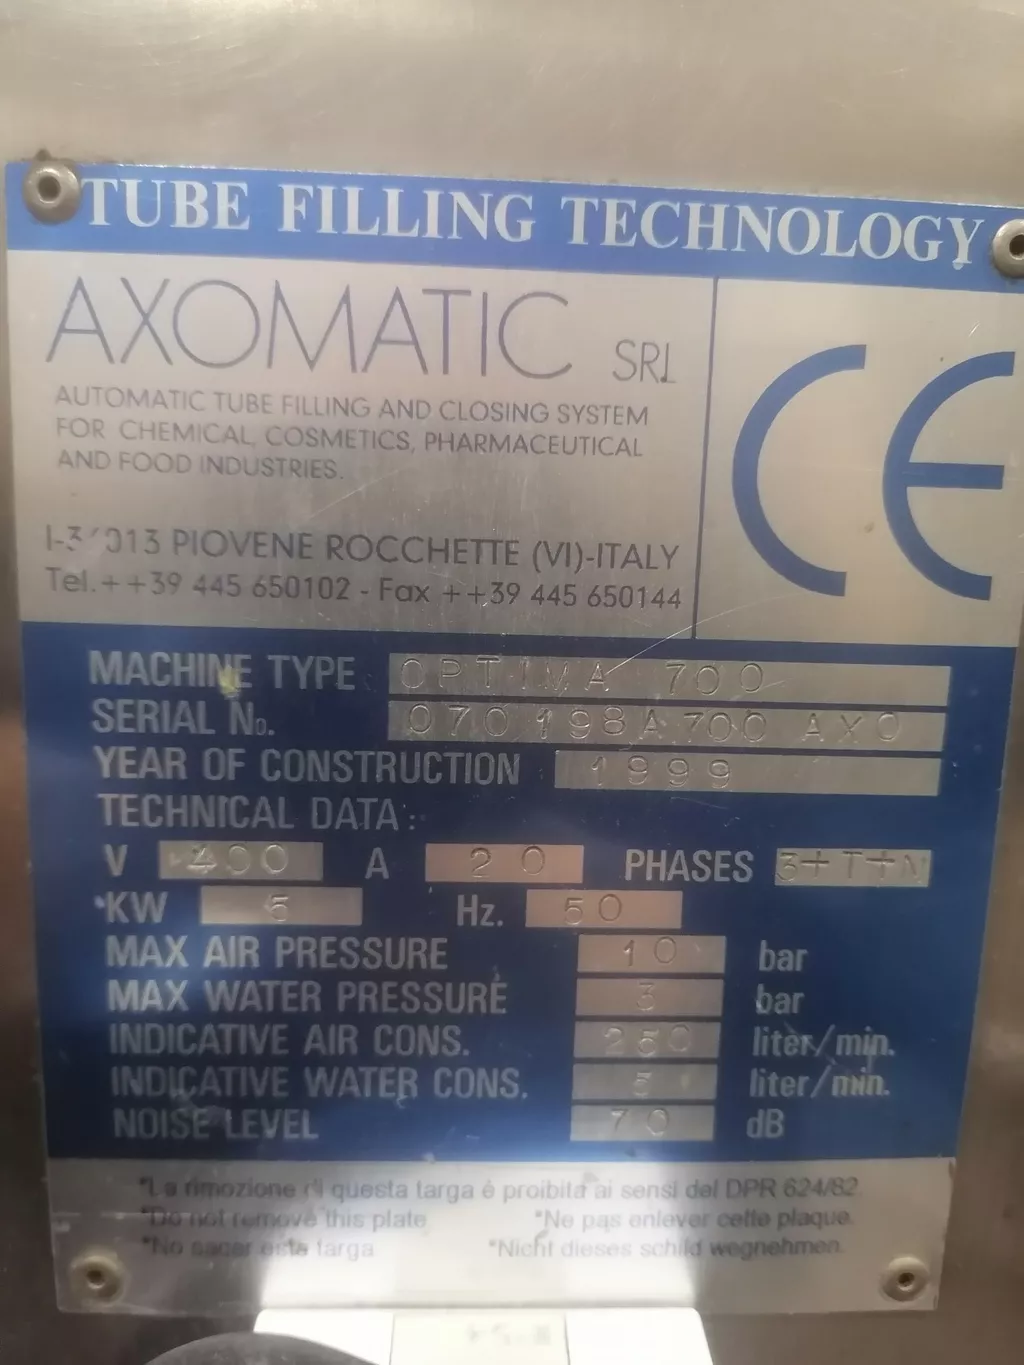 TUBE FILLING TECHNOLOGY
AXOMATIC SRL
AUTOMATIC TUBE FILLING AND CLOSING SYSTEM
FOR CHEMICAL, COSMETICS, PHARMACEUTICAL
AND FOOD INDUSTRIES.
CE
PIOVENE ROCCHETTE (VI)-ITALY
Tel.++39 445 650102 - Fax ++39 445 650144
MACHINE TYPE OPTIMA 700
SERIAL No. 070198A700 AXO
YEAR OF CONSTRUCTION 1999
TECHNICAL DATA:
V 400 A 20 PHASES 3+T+N
KW 5 Hz. 50
MAX AIR PRESSURE 10 bar
MAX WATER PRESSURE 3 bar
INDICATIVE AIR CONS. 250 liter/min.
INDICATIVE WATER CONS. 5 liter/min.
NOISE LEVEL 70 dB
*La rimozione di questa targa é proibita ai sensi del DPR 624/82
*Do not remove this plate *Ne pas enlever cette plaque.
*No sacar esta targa *Nicht dieses schild wegnehmen.